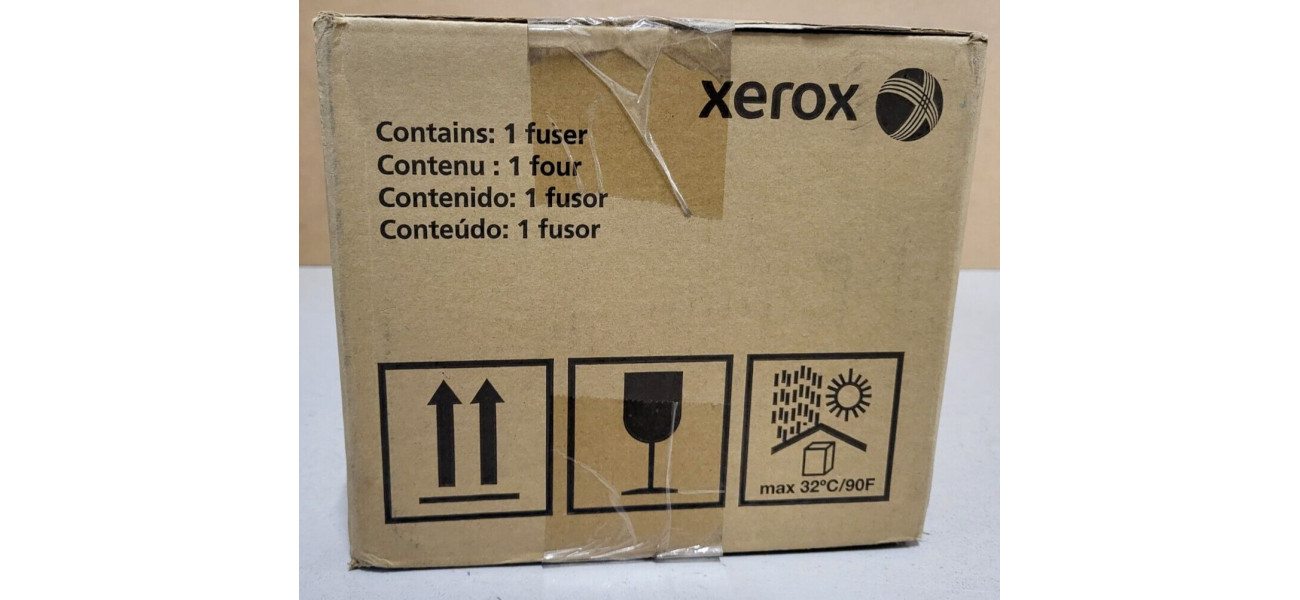 xerox
Contains: 1 fuser
Contenu : 1 four
Contenido: 1 fusor
Conteúdo: 1 fusor
max 32ºC/90F